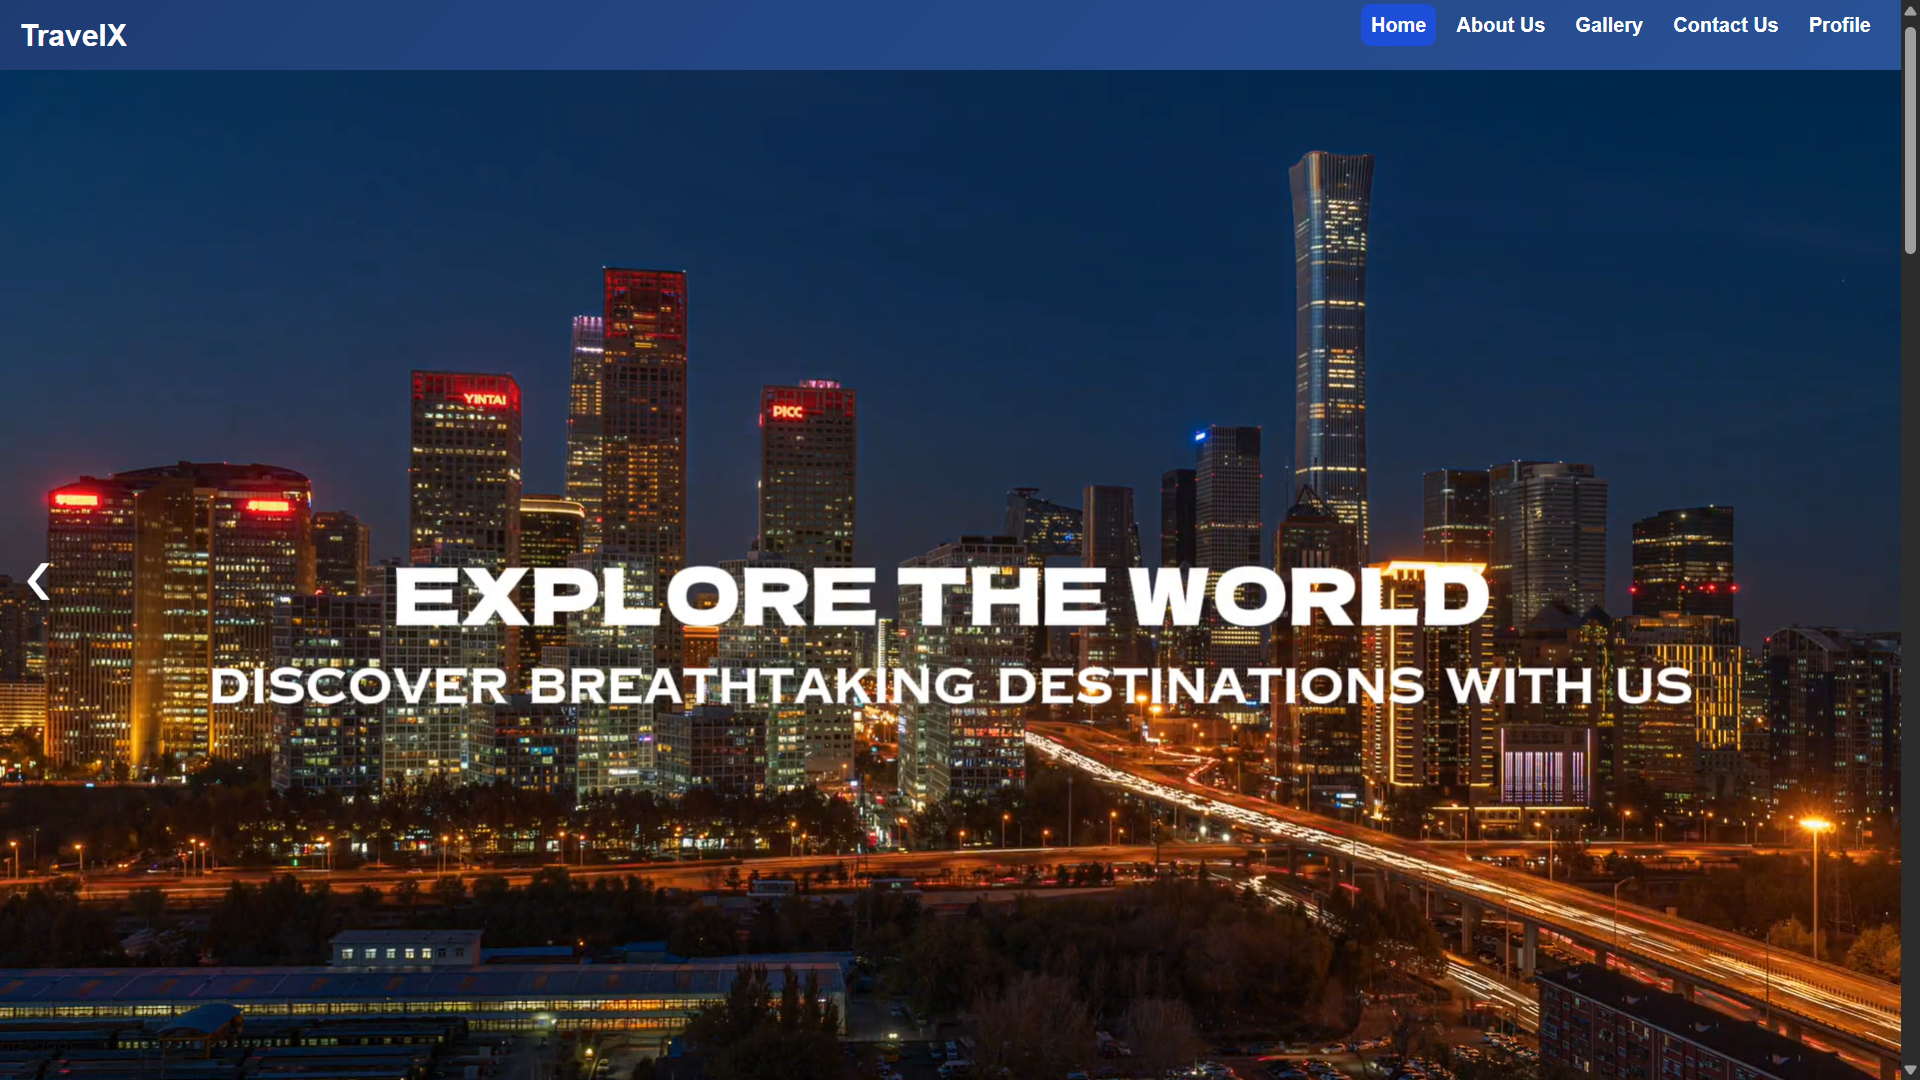 TravelX
Home About Us Gallery Contact Us Profile
YINTAI
PICC
EXPLORE THE WORLD
DISCOVER BREATHTAKING DESTINATIONS WITH US